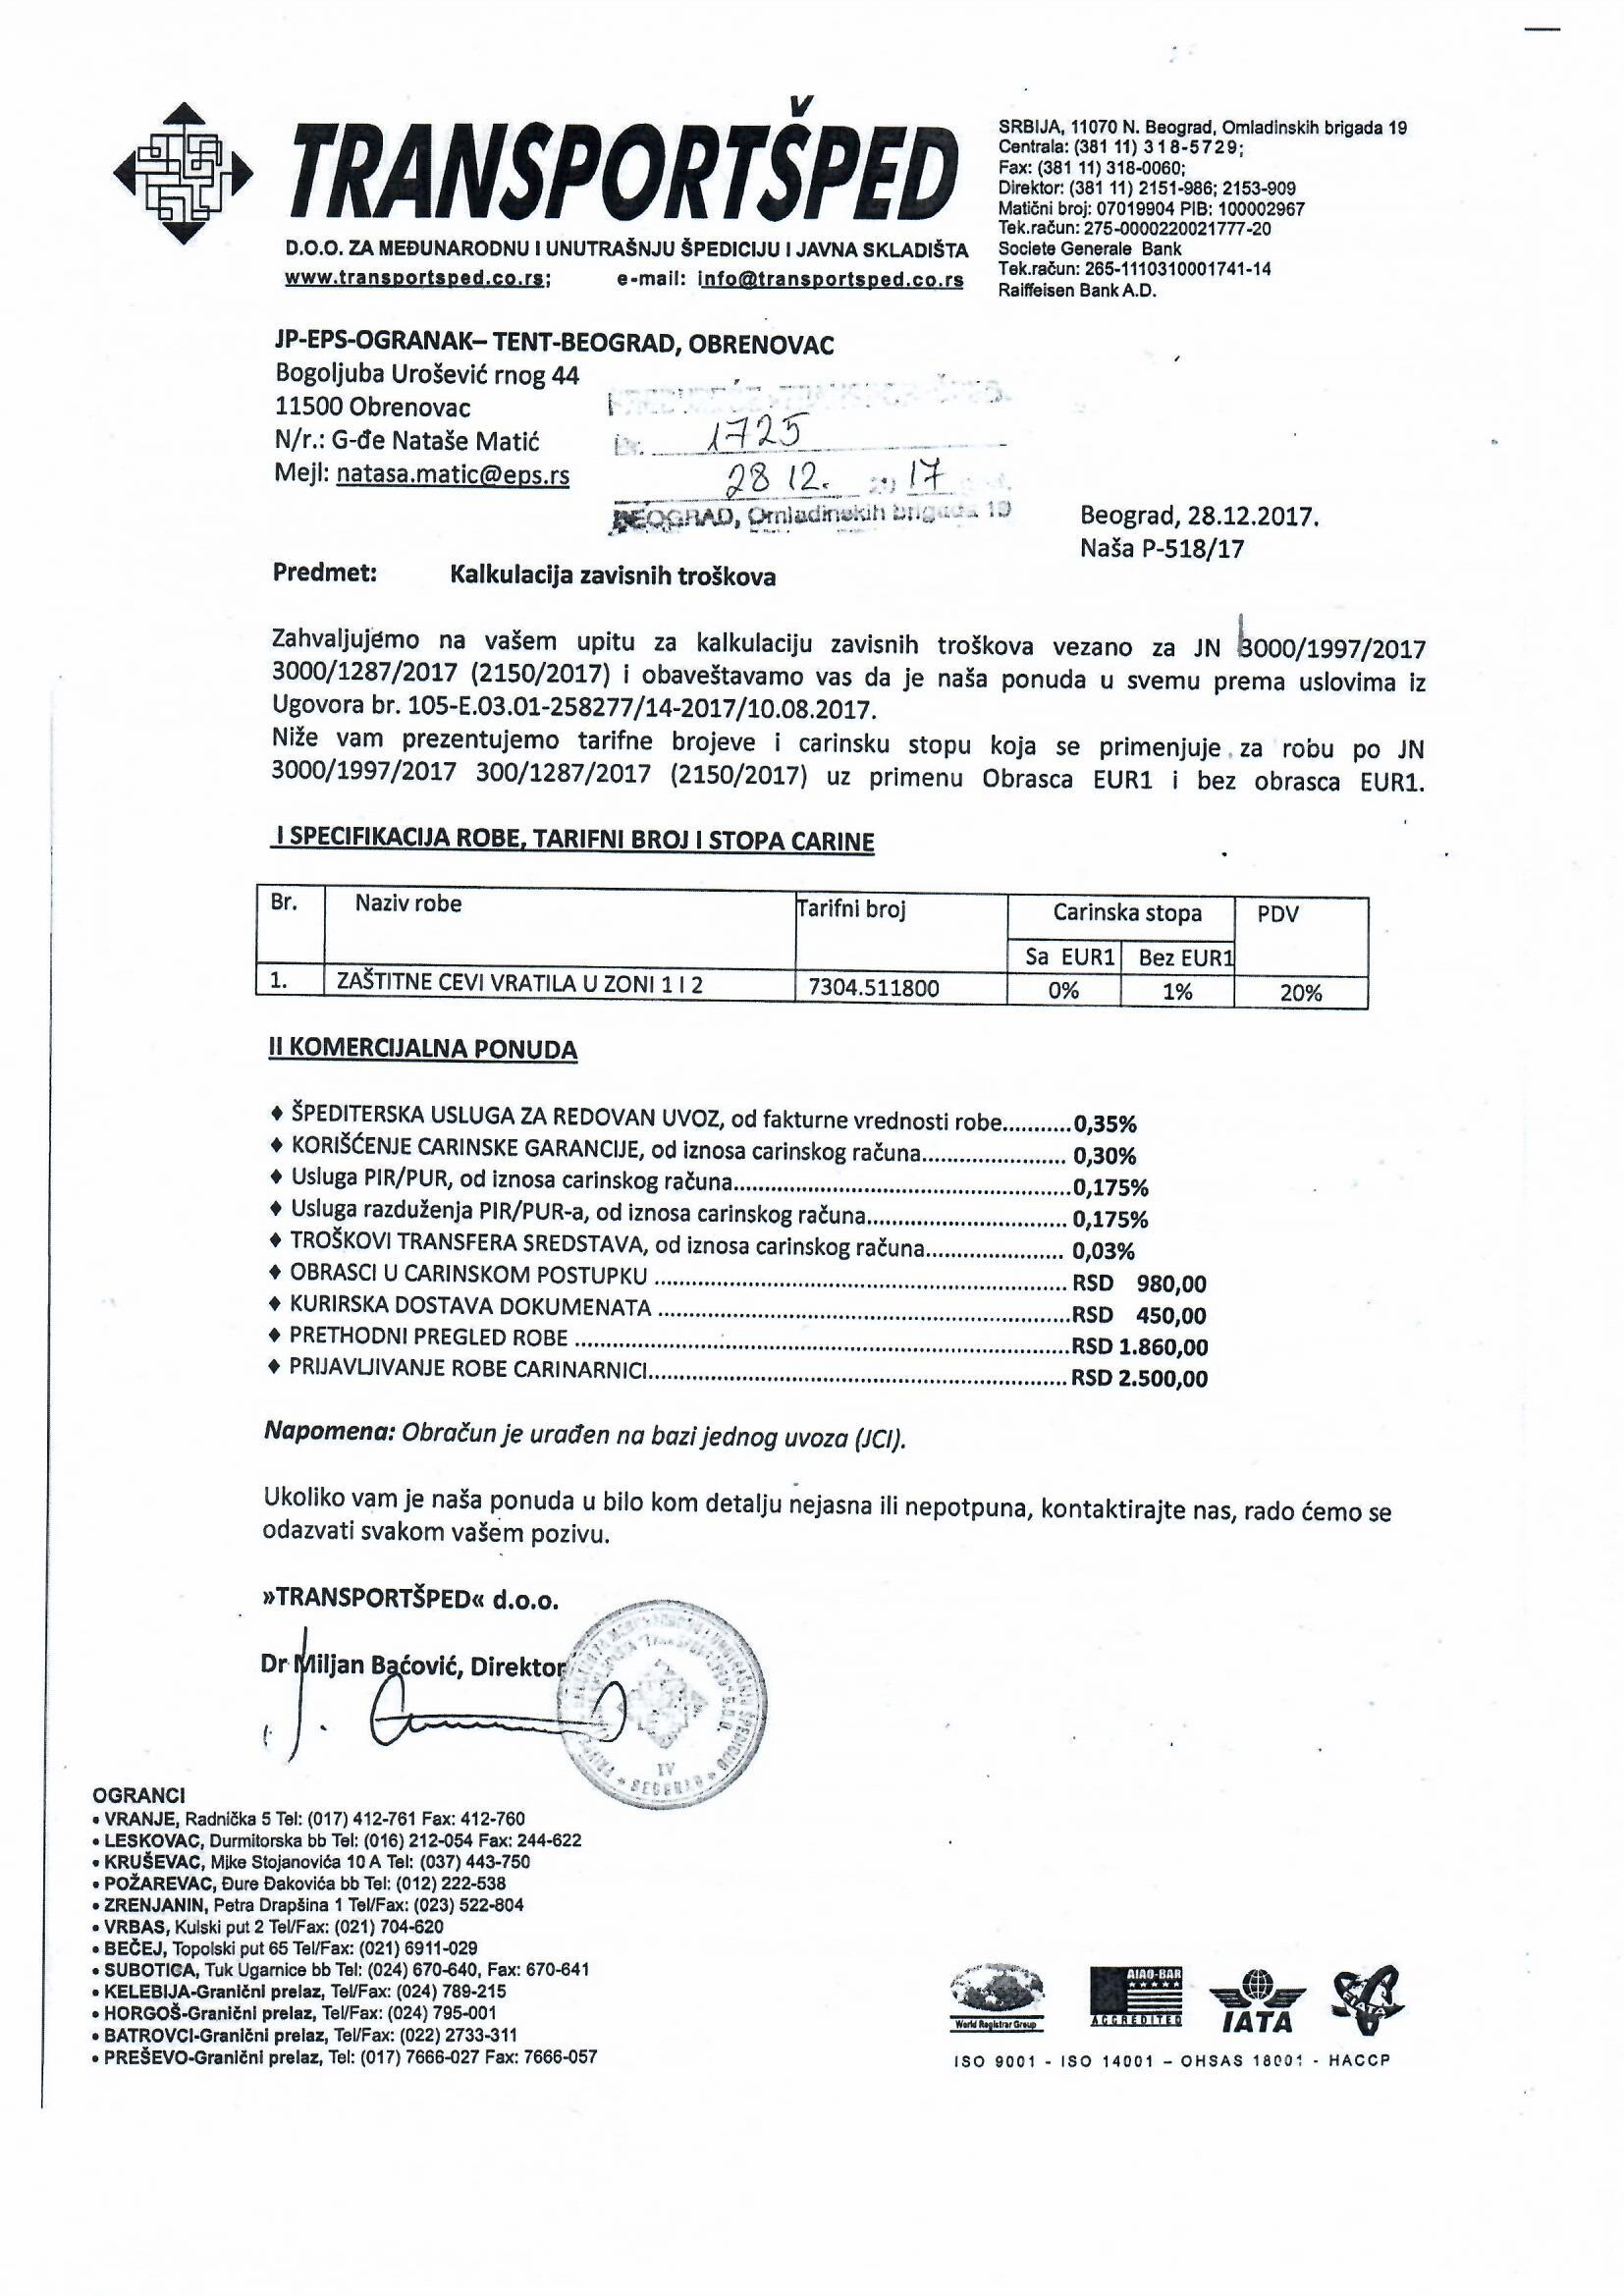 TRANSPORTŠPED
D.O.O. ZA MEĐUNARODNU I UNUTRAŠNJU ŠPEDICIJU I JAVNA SKLADIŠTA
www.transportsped.co.rs; e-mail: info@transportsped.co.rs
SRBIJA, 11070 N. Beograd, Omladinskih brigada 19
Centrala: (381 11) 318-5729;
Fax: (381 11) 318-0060;
Direktor: (381 11) 2151-986; 2153-909
Matični broj: 07019904 PIB: 100002967
Tek.račun: 275-0000220021777-20
Societe Generale Bank
Tek.račun: 265-1110310001741-14
Raiffeisen Bank A.D.
JP-EPS-OGRANAK– TENT-BEOGRAD, OBRENOVAC
Bogoljuba Urošević rnog 44
11500 Obrenovac
N/r.: G-đe Nataše Matić
Mejl: natasa.matic@eps.rs
Br. 1725
28 12. 20 17
BEOGRAD, Omladinskih brigada 19
Beograd, 28.12.2017.
Naša P-518/17
Predmet: Kalkulacija zavisnih troškova
Zahvaljujemo na vašem upitu za kalkulaciju zavisnih troškova vezano za JN 3000/1997/2017
3000/1287/2017 (2150/2017) i obaveštavamo vas da je naša ponuda u svemu prema uslovima iz
Ugovora br. 105-E.03.01-258277/14-2017/10.08.2017.
Niže vam prezentujemo tarifne brojeve i carinsku stopu koja se primenjuje za robu po JN
3000/1997/2017 300/1287/2017 (2150/2017) uz primenu Obrasca EUR1 i bez obrasca EUR1.
I SPECIFIKACIJA ROBE, TARIFNI BROJ I STOPA CARINE
Br. Naziv robe Tarifni broj Carinska stopa PDV
Sa EUR1 Bez EUR1
1. ZAŠTITNE CEVI VRATILA U ZONI 1 I 2 7304.511800 0% 1% 20%
II KOMERCIJALNA PONUDA
♦ ŠPEDITERSKA USLUGA ZA REDOVAN UVOZ, od fakturne vrednosti robe...........0,35%
♦ KORIŠĆENJE CARINSKE GARANCIJE, od iznosa carinskog računa....................... 0,30%
♦ Usluga PIR/PUR, od iznosa carinskog računa......................................................0,175%
♦ Usluga razduženja PIR/PUR-a, od iznosa carinskog računa................................ 0,175%
♦ TROŠKOVI TRANSFERA SREDSTAVA, od iznosa carinskog računa...................... 0,03%
♦ OBRASCI U CARINSKOM POSTUPKU .................................................................. RSD 980,00
♦ KURIRSKA DOSTAVA DOKUMENATA ..................................................................RSD 450,00
♦ PRETHODNI PREGLED ROBE ...............................................................................RSD 1.860,00
♦ PRIJAVLJIVANJE ROBE CARINARNICI................................................................... RSD 2.500,00
Napomena: Obračun je urađen na bazi jednog uvoza (JCI).
Ukoliko vam je naša ponuda u bilo kom detalju nejasna ili nepotpuna, kontaktirajte nas, rado ćemo se
odazvati svakom vašem pozivu.
»TRANSPORTŠPED« d.o.o.
Dr Miljan Baćović, Direktor
IV
BEOGRAD
OGRANCI
• VRANJE, Radnička 5 Tel: (017) 412-761 Fax: 412-760
• LESKOVAC, Durmitorska bb Tel: (016) 212-054 Fax: 244-622
• KRUŠEVAC, Mike Stojanovića 10 A Tel: (037) 443-750
• POŽAREVAC, Đure Đakovića bb Tel: (012) 222-538
• ZRENJANIN, Petra Drapšina 1 Tel/Fax: (023) 522-804
• VRBAS, Kulski put 2 Tel/Fax: (021) 704-620
• BEČEJ, Topolski put 65 Tel/Fax: (021) 6911-029
• SUBOTICA, Tuk Ugarnice bb Tel: (024) 670-640, Fax: 670-641
• KELEBIJA-Granični prelaz, Tel/Fax: (024) 789-215
• HORGOŠ-Granični prelaz, Tel/Fax: (024) 795-001
• BATROVCI-Granični prelaz, Tel/Fax: (022) 2733-311
• PREŠEVO-Granični prelaz, Tel: (017) 7666-027 Fax: 7666-057
World Registrar Group
AIAO-BAR
ACCREDITED
IATA
FIATA
ISO 9001 - ISO 14001 – OHSAS 18001 - HACCP